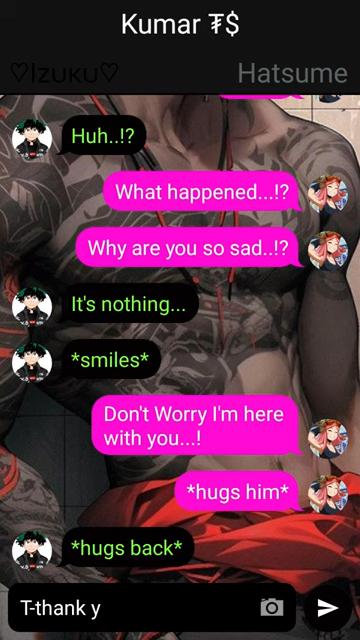 Kumar ₮$
♡Izuku♡
Hatsume
Huh..!?
What happened...!?
Why are you so sad..!?
It's nothing...
*smiles*
Don't Worry I'm here
with you...!
*hugs him*
*hugs back*
T-thank y